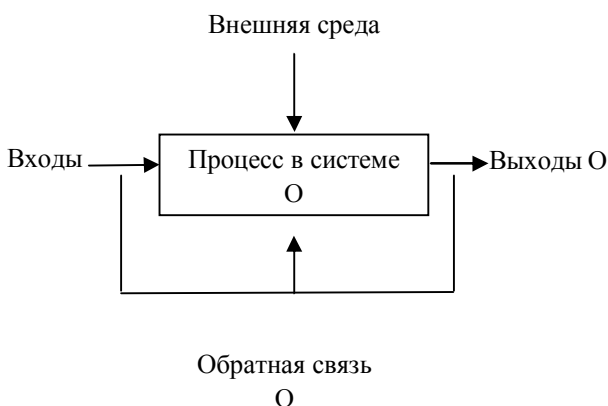 Внешняя среда
Входы
Процесс в системе
О
Выходы О
Обратная связь
О